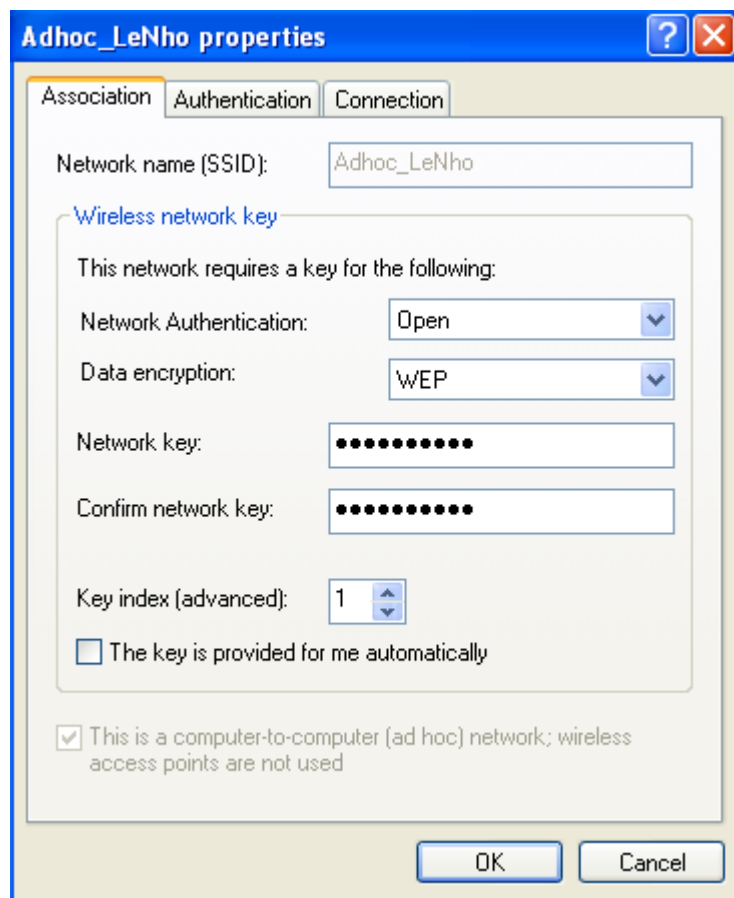 Adhoc_LeNho properties
Association Authentication Connection
Network name (SSID): Adhoc_LeNho
Wireless network key
This network requires a key for the following:
Network Authentication: Open
Data encryption: WEP
Network key: ••••••••••
Confirm network key: ••••••••••
Key index (advanced): 1
The key is provided for me automatically
This is a computer-to-computer (ad hoc) network; wireless
access points are not used
OK Cancel